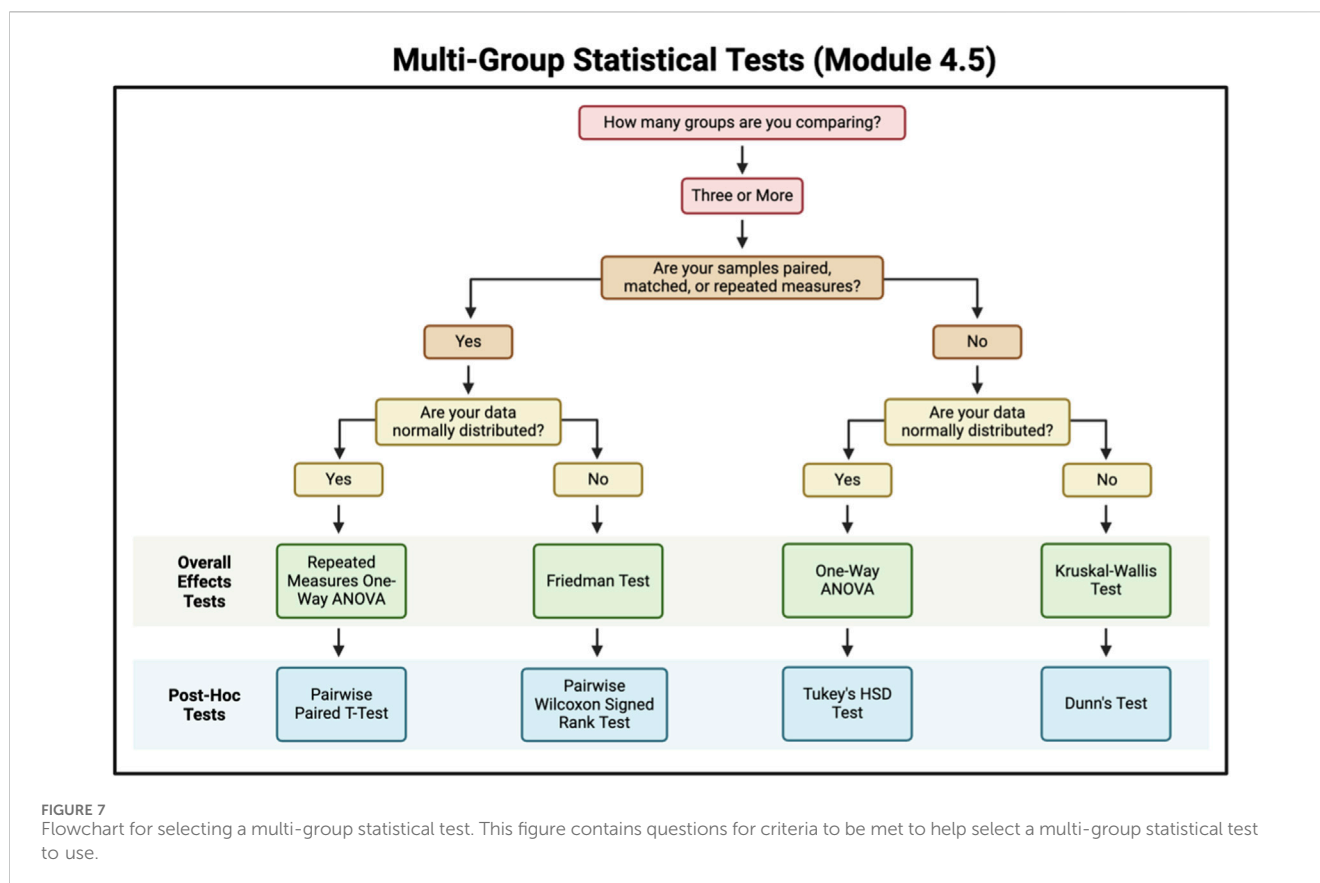 Multi-Group Statistical Tests (Module 4.5)
How many groups are you comparing?
Three or More
Are your samples paired,
matched, or repeated measures?
Yes
No
Are your data
normally distributed?
Are your data
normally distributed?
Yes
No
Yes
No
Overall
Effects
Tests
Repeated
Measures One-
Way ANOVA
Friedman Test
One-Way
ANOVA
Kruskal-Wallis
Test
Post-Hoc
Tests
Pairwise
Paired T-Test
Pairwise
Wilcoxon Signed
Rank Test
Tukey's HSD
Test
Dunn's Test
FIGURE 7
Flowchart for selecting a multi-group statistical test. This figure contains questions for criteria to be met to help select a multi-group statistical test
to use.